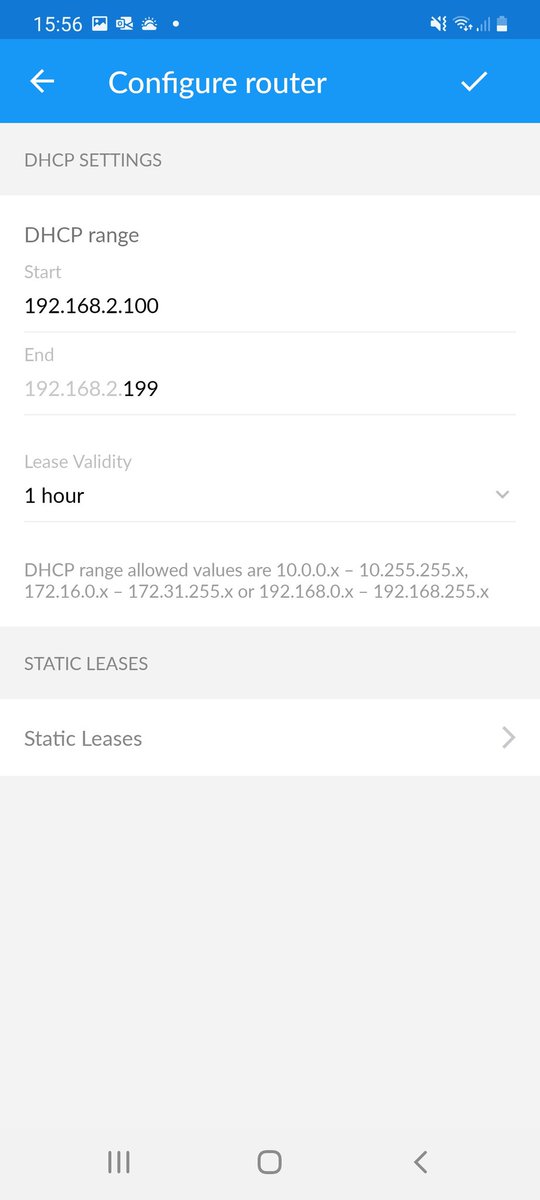 15:56
Configure router
DHCP SETTINGS
DHCP range
Start
192.168.2.100
End
192.168.2.199
Lease Validity
1 hour
DHCP range allowed values are 10.0.0.x – 10.255.255.x,
172.16.0.x – 172.31.255.x or 192.168.0.x – 192.168.255.x
STATIC LEASES
Static Leases